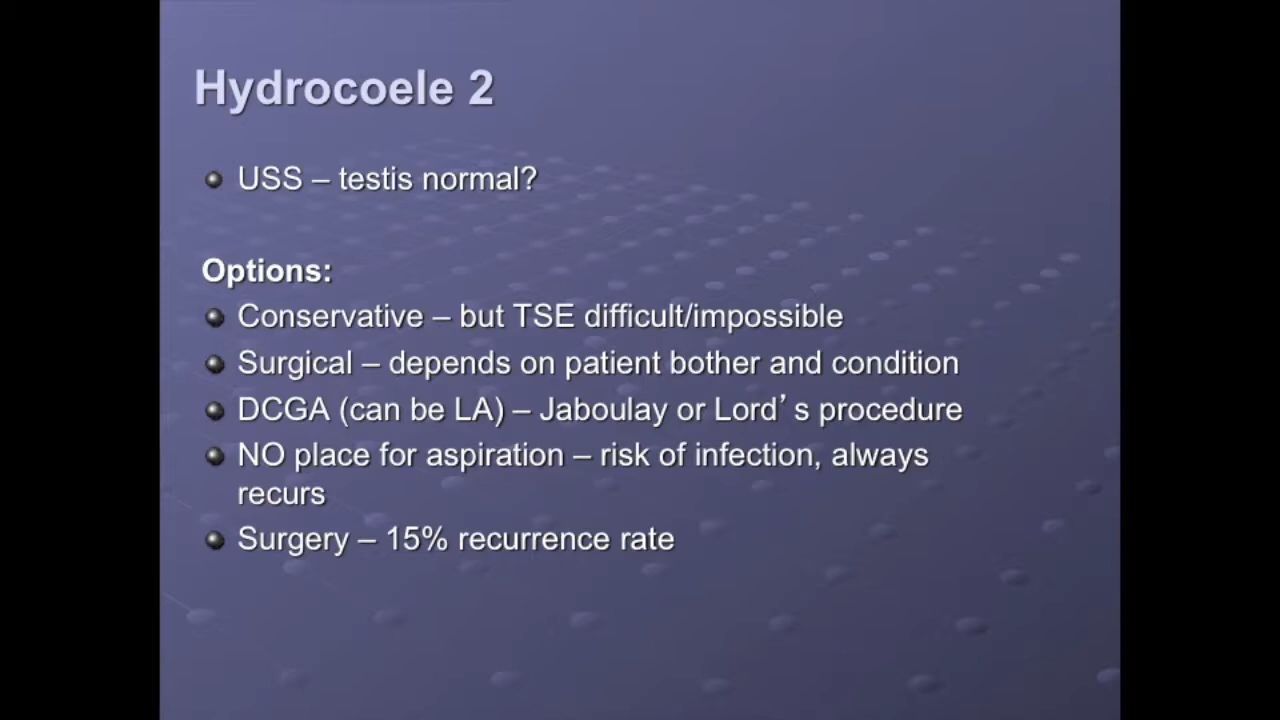 Hydrocoele 2
USS – testis normal?
Options:
Conservative – but TSE difficult/impossible
Surgical – depends on patient bother and condition
DCGA (can be LA) – Jaboulay or Lord’s procedure
NO place for aspiration – risk of infection, always
recurs
Surgery – 15% recurrence rate